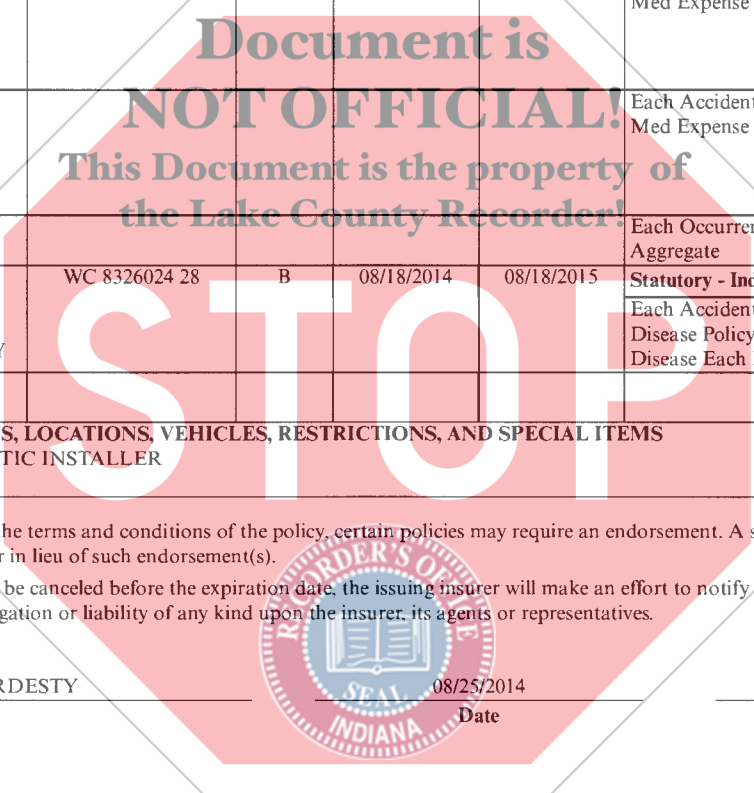 Med Expense
Document is
NOT OFFICIAL!
Each Accident
Med Expense
This Document is the property of
the Lake County Recorder!
Each Occurren
Aggregate
WC 8326024 28 B 08/18/2014 08/18/2015 Statutory - Ind
STOP
Each Accident
Disease Policy
Y
Disease Each
S, LOCATIONS, VEHICLES, RESTRICTIONS, AND SPECIAL ITEMS
TIC INSTALLER
he terms and conditions of the policy, certain policies may require an endorsement. A s
r in lieu of such endorsement(s).
be canceled before the expiration date, the issuing insurer will make an effort to notify
gation or liability of any kind upon the insurer, its agents or representatives.
RECORDER'S OFFICE
SEAL
INDIANA
RDESTY 08/25/2014
Date